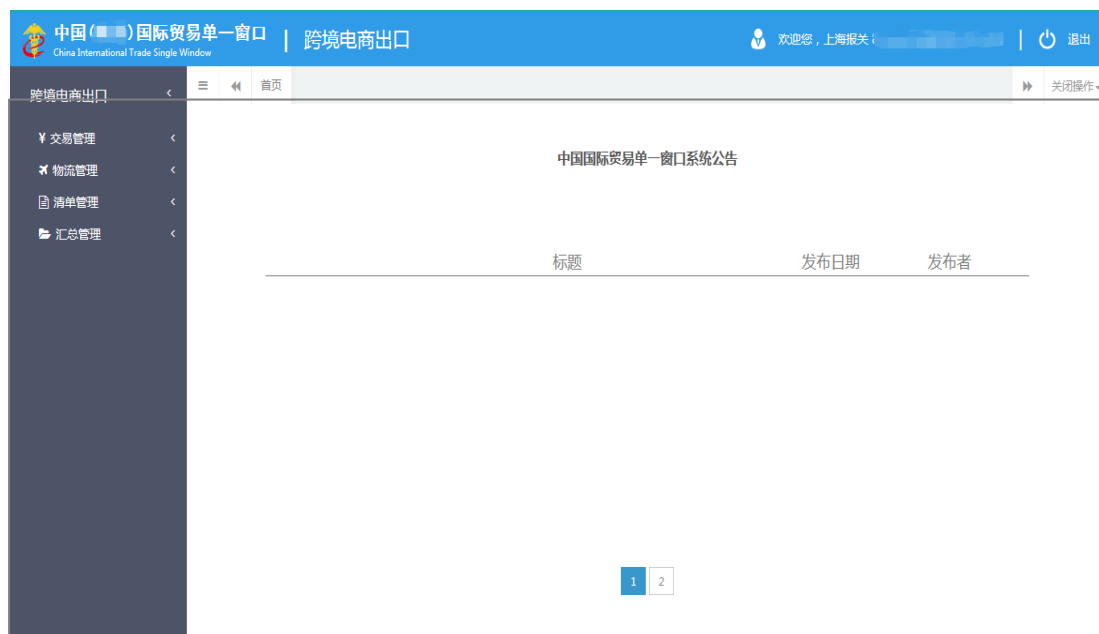 中国( )国际贸易单一窗口 | 跨境电商出口
China International Trade Single Window
欢迎您，上海报关
退出
跨境电商出口
首页
关闭操作
¥ 交易管理
物流管理
清单管理
汇总管理
中国国际贸易单一窗口系统公告
标题 发布日期 发布者
1 2